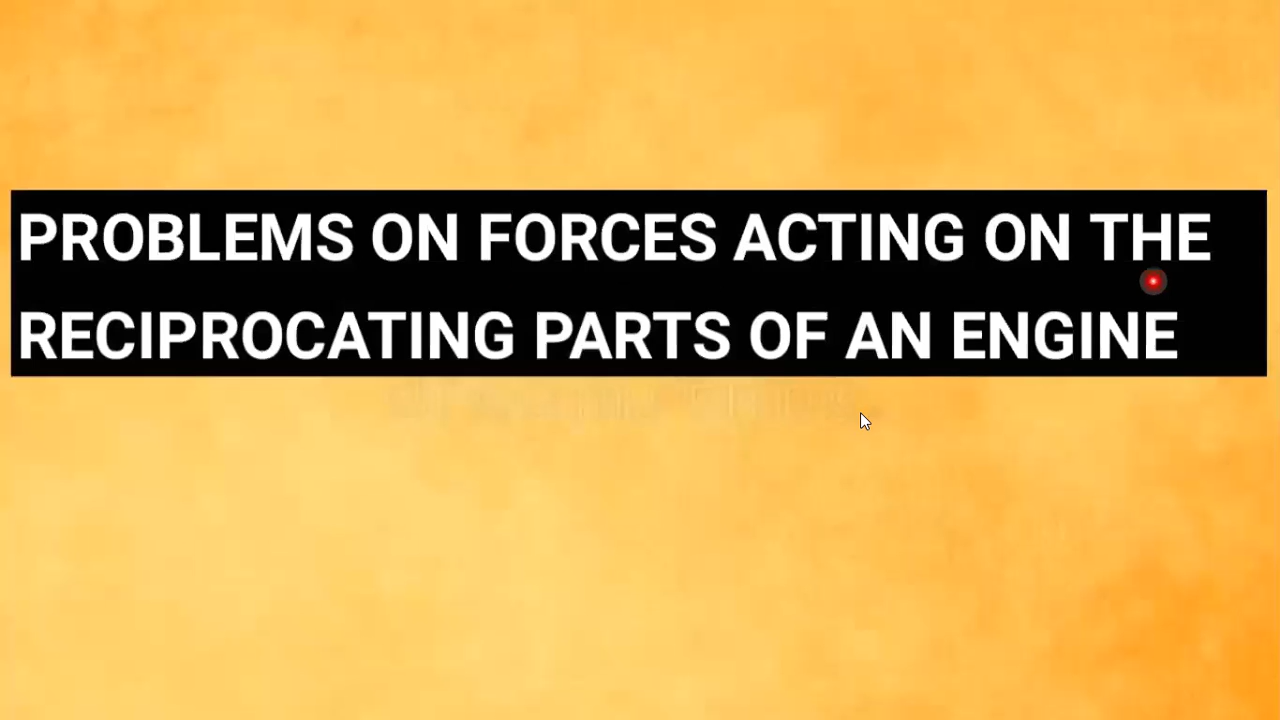 PROBLEMS ON FORCES ACTING ON THE
RECIPROCATING PARTS OF AN ENGINE